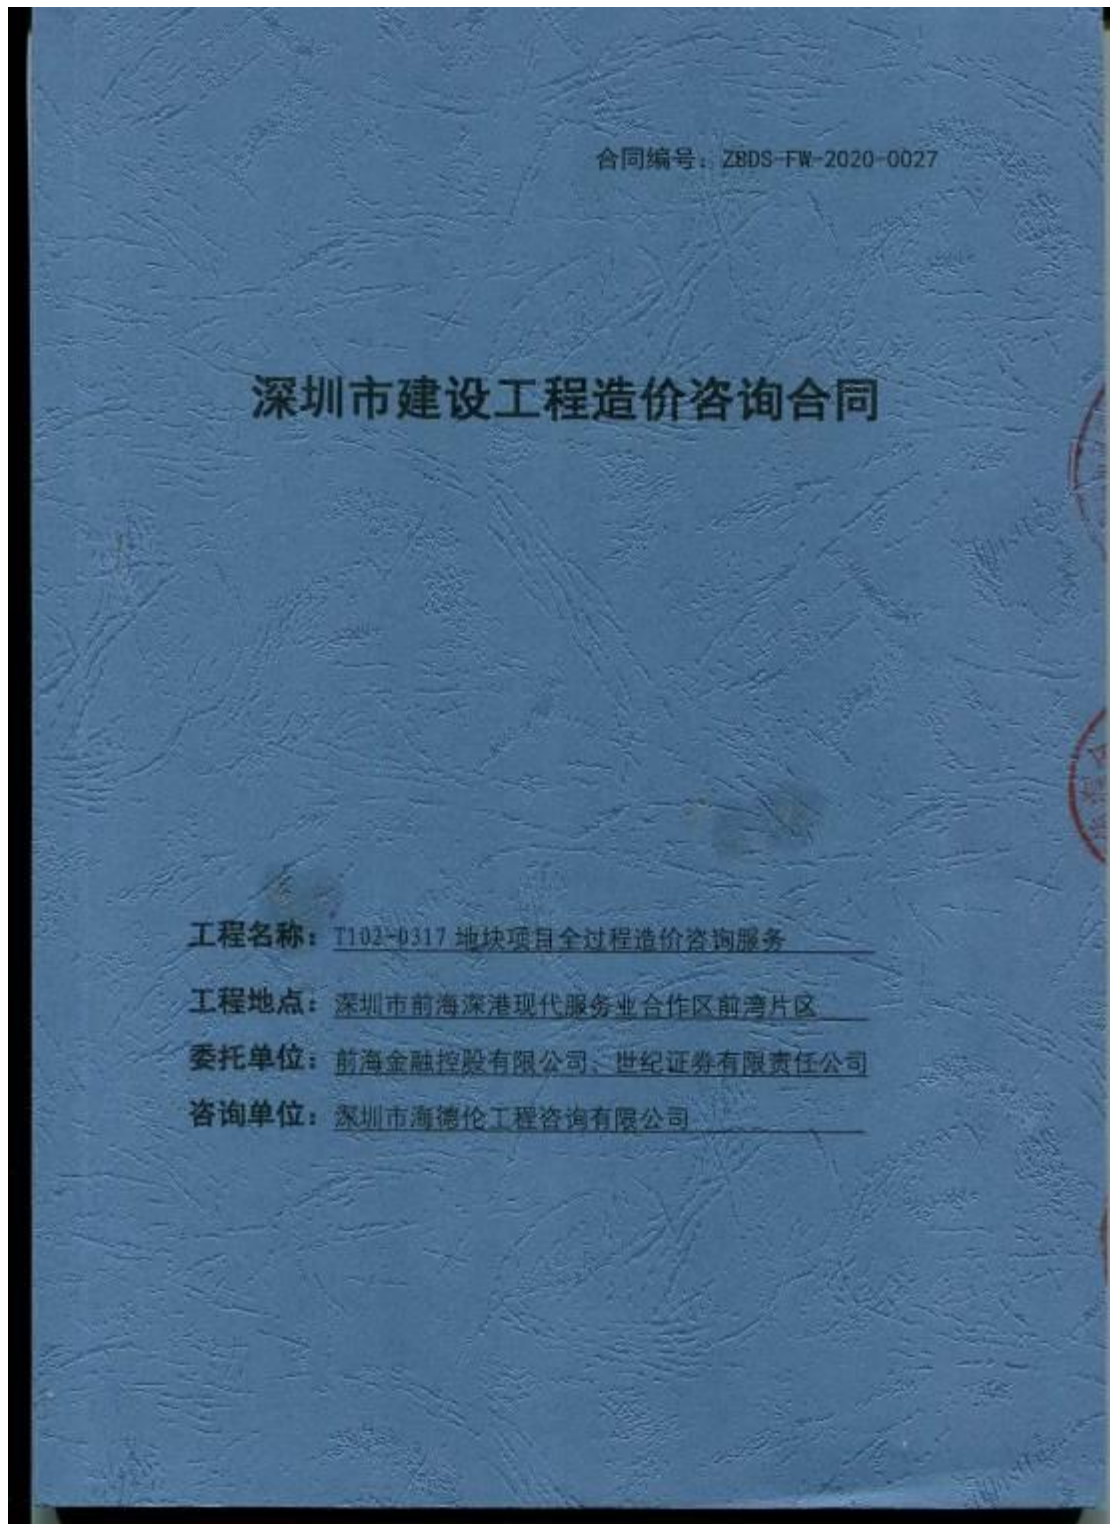 合同编号：ZBDS-FW-2020-0027
深圳市建设工程造价咨询合同
工程名称：T102-0317 地块项目全过程造价咨询服务
工程地点：深圳市前海深港现代服务业合作区前湾片区
委托单位：前海金融控股有限公司、世纪证券有限责任公司
咨询单位：深圳市海德伦工程咨询有限公司